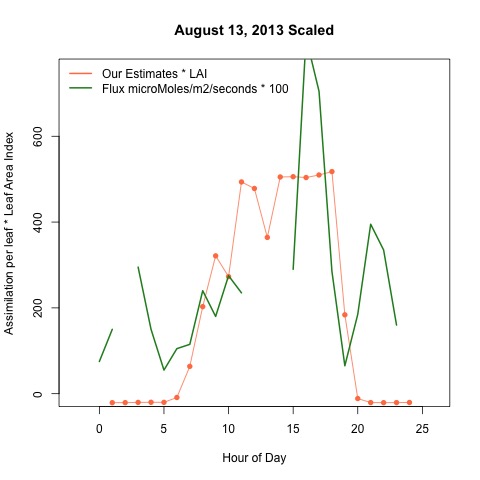 August 13, 2013 Scaled
Our Estimates * LAI
Flux microMoles/m2/seconds * 100
Assimilation per leaf * Leaf Area Index
600
400
200
0
0 5 10 15 20 25
Hour of Day